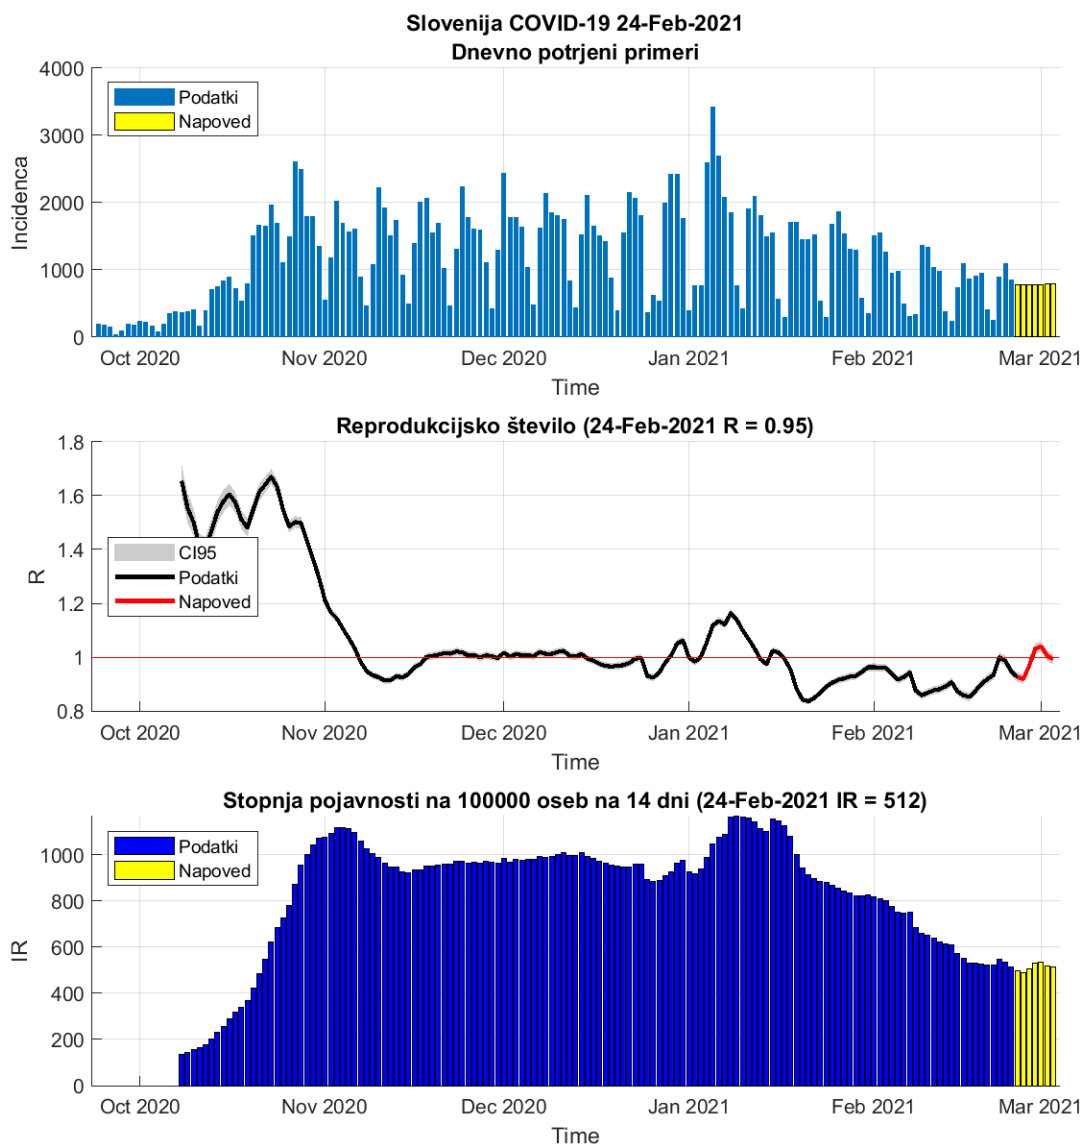 Slovenija COVID-19 24-Feb-2021
Dnevno potrjeni primeri
4000
3000
2000
1000
0
Incidenca
Podatki
Napoved
Oct 2020
Nov 2020
Dec 2020
Jan 2021
Feb 2021
Mar 2021
Time
Reprodukcijsko število (24-Feb-2021 R = 0.95)
1.8
1.6
1.4
1.2
1
0.8
R
CI95
Podatki
Napoved
Oct 2020
Nov 2020
Dec 2020
Jan 2021
Feb 2021
Mar 2021
Time
Stopnja pojavnosti na 100000 oseb na 14 dni (24-Feb-2021 IR = 512)
1000
800
600
400
200
0
IR
Podatki
Napoved
Oct 2020
Nov 2020
Dec 2020
Jan 2021
Feb 2021
Mar 2021
Time